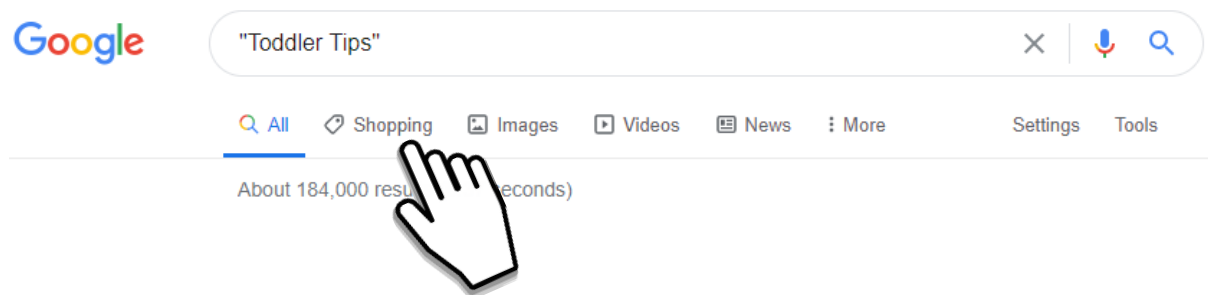 Google
"Toddler Tips"
All Shopping Images Videos News More Settings Tools
About 184,000 resu econds)